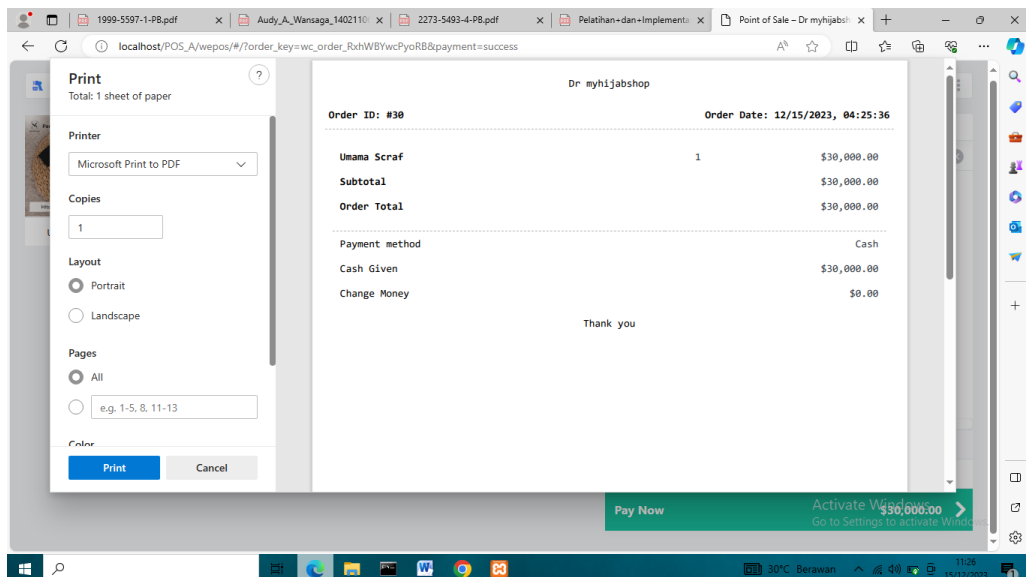 1999-5597-1-PB.pdf
Audy_A._Wansaga_1402110
2273-5493-4-PB.pdf
Pelatihan+dan+Implementa
Point of Sale – Dr myhijabsh
localhost/POS_A/wepos/#/?order_key=wc_order_RxhWBYwcPyoRB&payment=success
Print
?
Total: 1 sheet of paper
Printer
Microsoft Print to PDF
Copies
1
Layout
Portrait
Landscape
Pages
All
e.g. 1-5, 8, 11-13
Color
Print Cancel
Dr myhijabshop
Order ID: #30 Order Date: 12/15/2023, 04:25:36
Umama Scraf 1 $30,000.00
Subtotal $30,000.00
Order Total $30,000.00
Payment method Cash
Cash Given $30,000.00
Change Money $0.00
Thank you
Pay Now $30,000.00
Activate Windows
Go to Settings to activate Windows.
30°C Berawan
11:26
15/12/2023